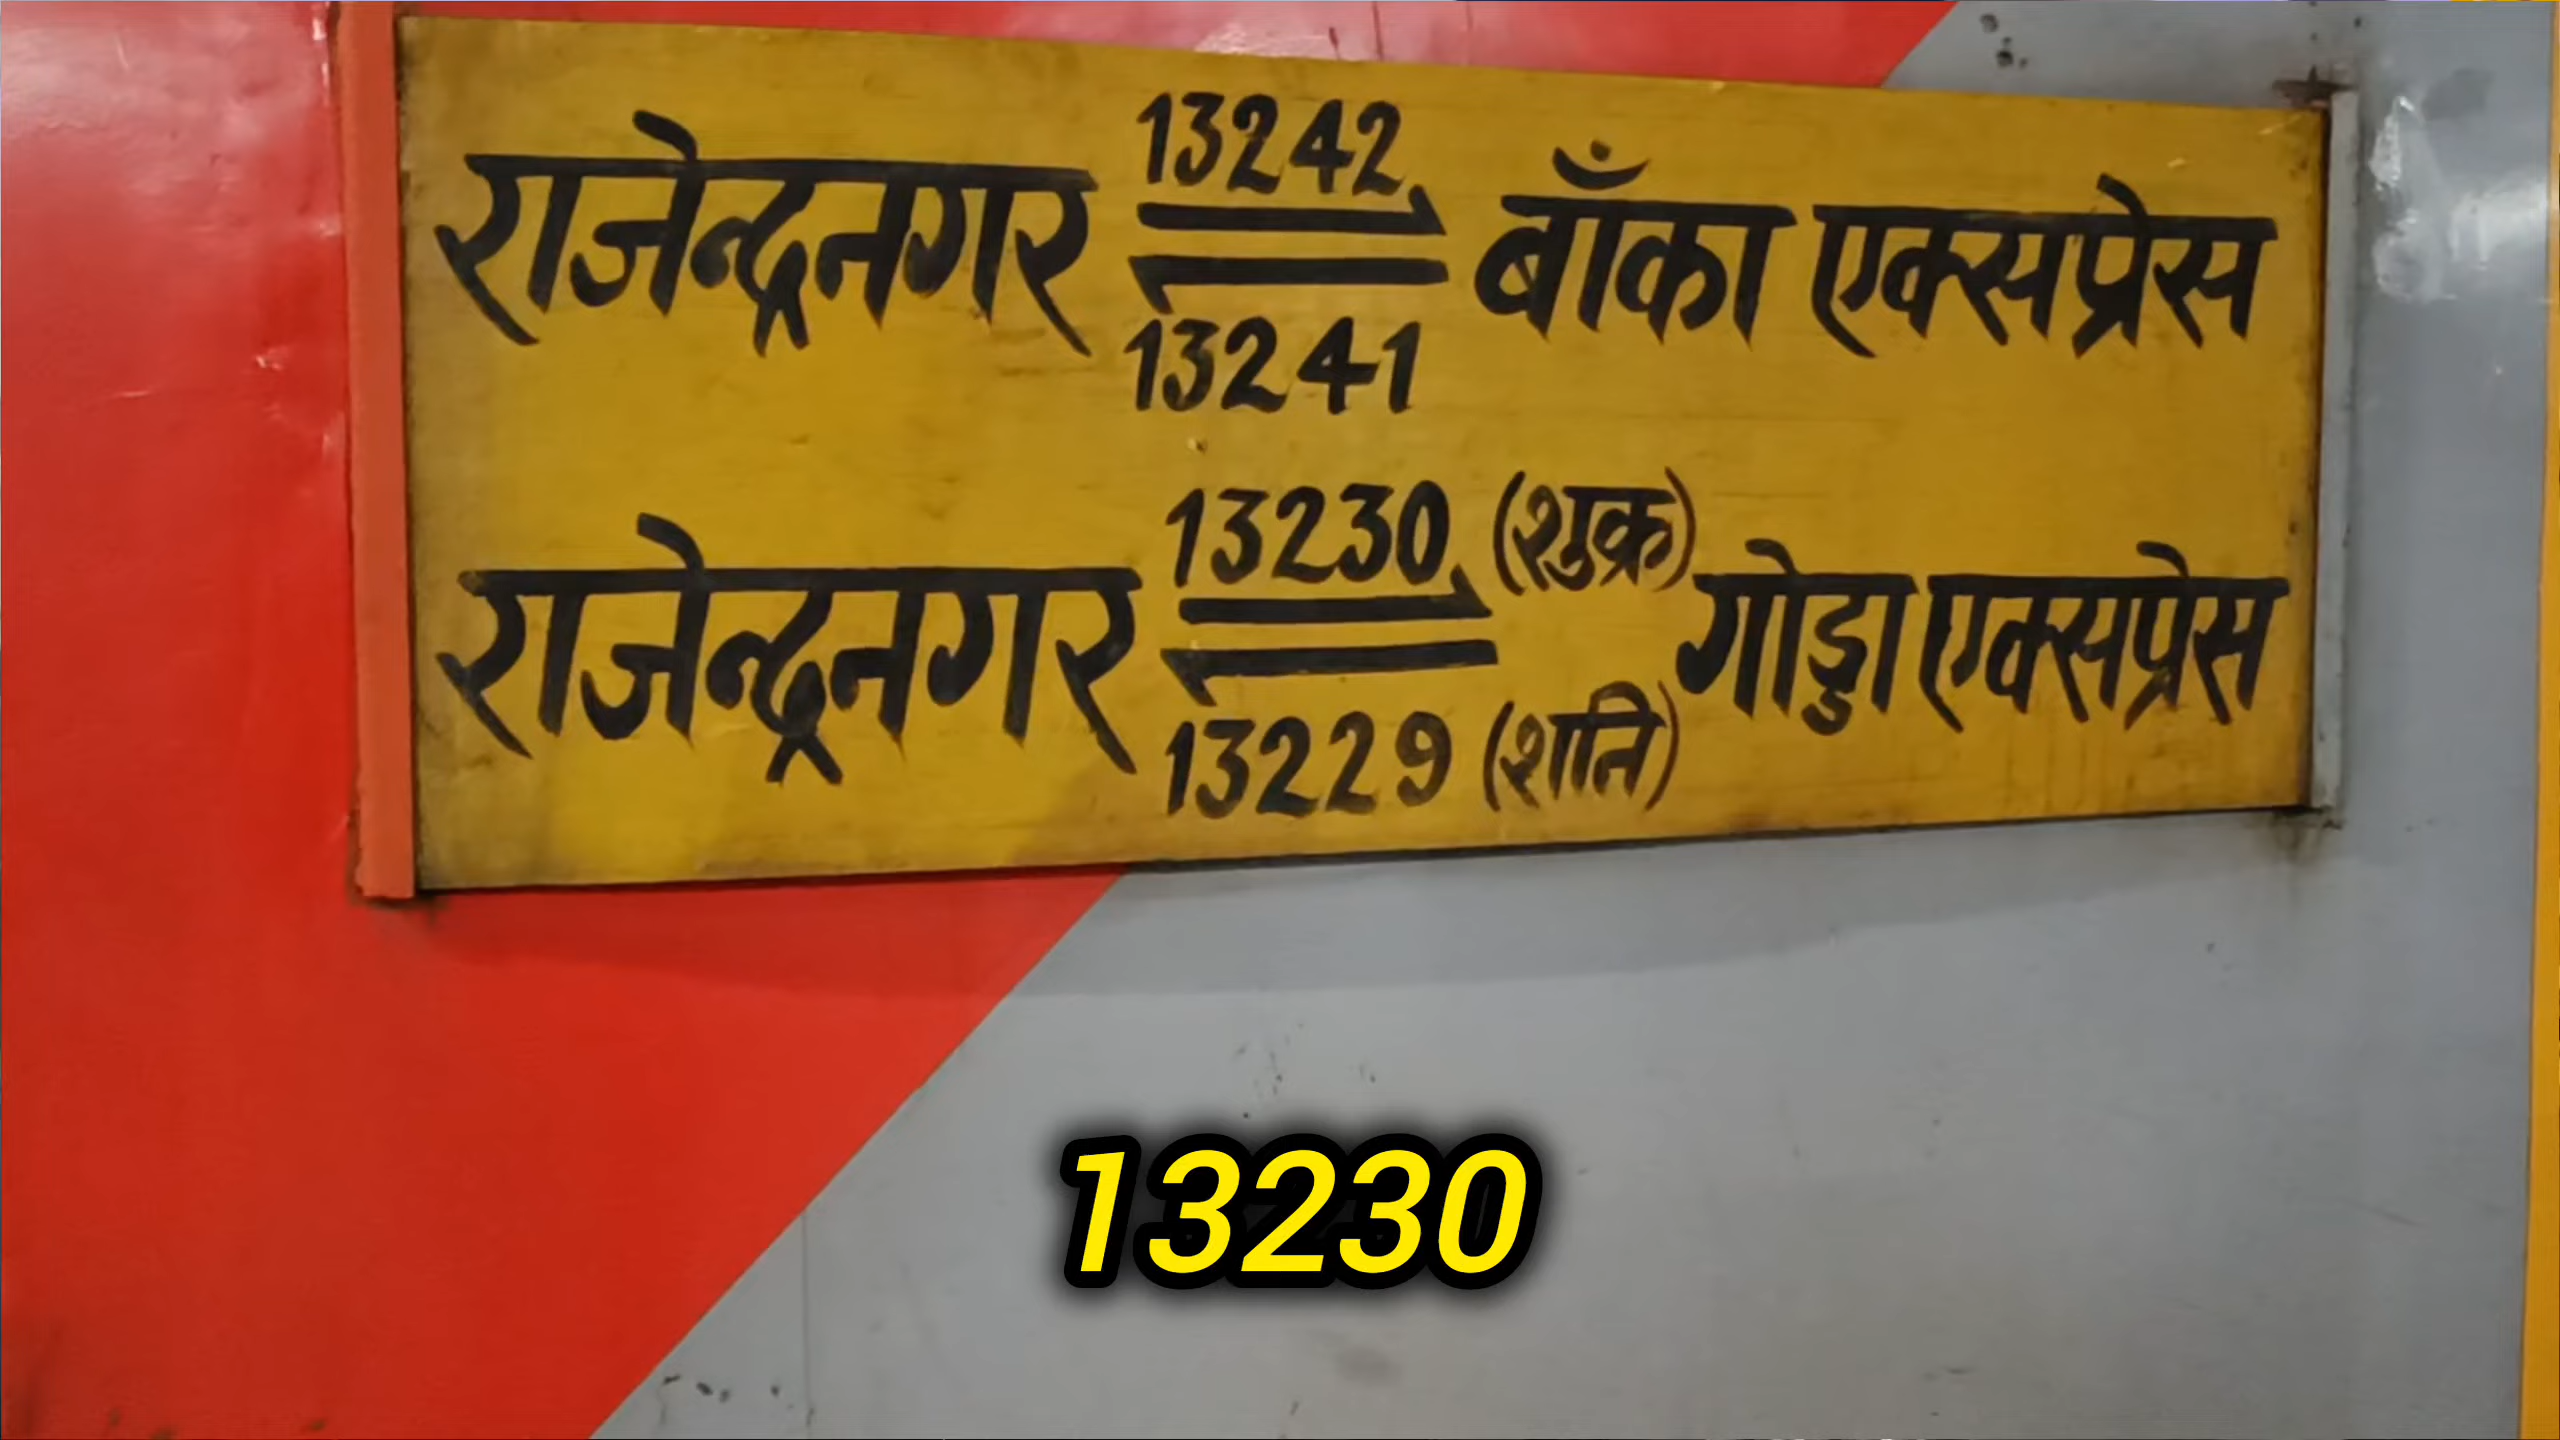 13242
राजेन्द्रनगर बाँका एक्सप्रेस
13241
13230 (शुक्र)
राजेन्द्रनगर गोड्डा एक्सप्रेस
13229 (शनि)
13230